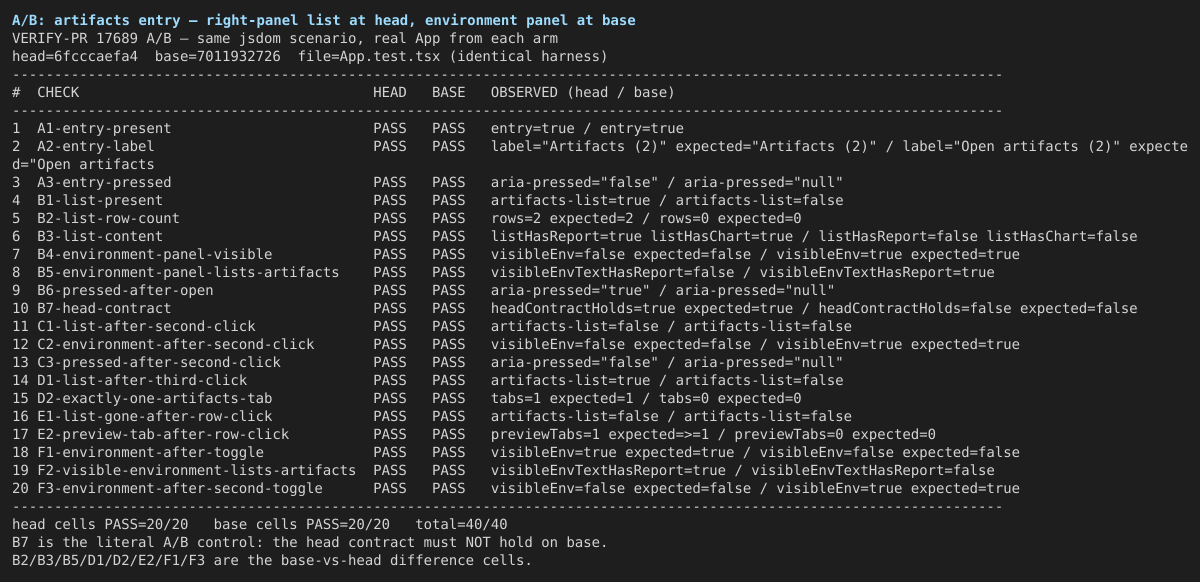 A/B: artifacts entry — right-panel list at head, environment panel at base
VERIFY-PR 17689 A/B — same jsdom scenario, real App from each arm
head=6fcccaefa4  base=7011932726  file=App.test.tsx (identical harness)
----------------------------------------------------------------------------------------------------------------------
#  CHECK                                   HEAD   BASE   OBSERVED (head / base)
----------------------------------------------------------------------------------------------------------------------
1  A1-entry-present                        PASS   PASS   entry=true / entry=true
2  A2-entry-label                          PASS   PASS   label="Artifacts (2)" expected="Artifacts (2)" / label="Open artifacts (2)" expecte
d="Open artifacts
3  A3-entry-pressed                        PASS   PASS   aria-pressed="false" / aria-pressed="null"
4  B1-list-present                         PASS   PASS   artifacts-list=true / artifacts-list=false
5  B2-list-row-count                       PASS   PASS   rows=2 expected=2 / rows=0 expected=0
6  B3-list-content                         PASS   PASS   listHasReport=true listHasChart=true / listHasReport=false listHasChart=false
7  B4-environment-panel-visible            PASS   PASS   visibleEnv=false expected=false / visibleEnv=true expected=true
8  B5-environment-panel-lists-artifacts    PASS   PASS   visibleEnvTextHasReport=false / visibleEnvTextHasReport=true
9  B6-pressed-after-open                   PASS   PASS   aria-pressed="true" / aria-pressed="null"
10 B7-head-contract                        PASS   PASS   headContractHolds=true expected=true / headContractHolds=false expected=false
11 C1-list-after-second-click              PASS   PASS   artifacts-list=false / artifacts-list=false
12 C2-environment-after-second-click       PASS   PASS   visibleEnv=false expected=false / visibleEnv=true expected=true
13 C3-pressed-after-second-click           PASS   PASS   aria-pressed="false" / aria-pressed="null"
14 D1-list-after-third-click               PASS   PASS   artifacts-list=true / artifacts-list=false
15 D2-exactly-one-artifacts-tab            PASS   PASS   tabs=1 expected=1 / tabs=0 expected=0
16 E1-list-gone-after-row-click            PASS   PASS   artifacts-list=false / artifacts-list=false
17 E2-preview-tab-after-row-click          PASS   PASS   previewTabs=1 expected=>=1 / previewTabs=0 expected=0
18 F1-environment-after-toggle             PASS   PASS   visibleEnv=true expected=true / visibleEnv=false expected=false
19 F2-visible-environment-lists-artifacts  PASS   PASS   visibleEnvTextHasReport=true / visibleEnvTextHasReport=false
20 F3-environment-after-second-toggle      PASS   PASS   visibleEnv=false expected=false / visibleEnv=true expected=true
----------------------------------------------------------------------------------------------------------------------
head cells PASS=20/20   base cells PASS=20/20   total=40/40
B7 is the literal A/B control: the head contract must NOT hold on base.
B2/B3/B5/D1/D2/E2/F1/F3 are the base-vs-head difference cells.